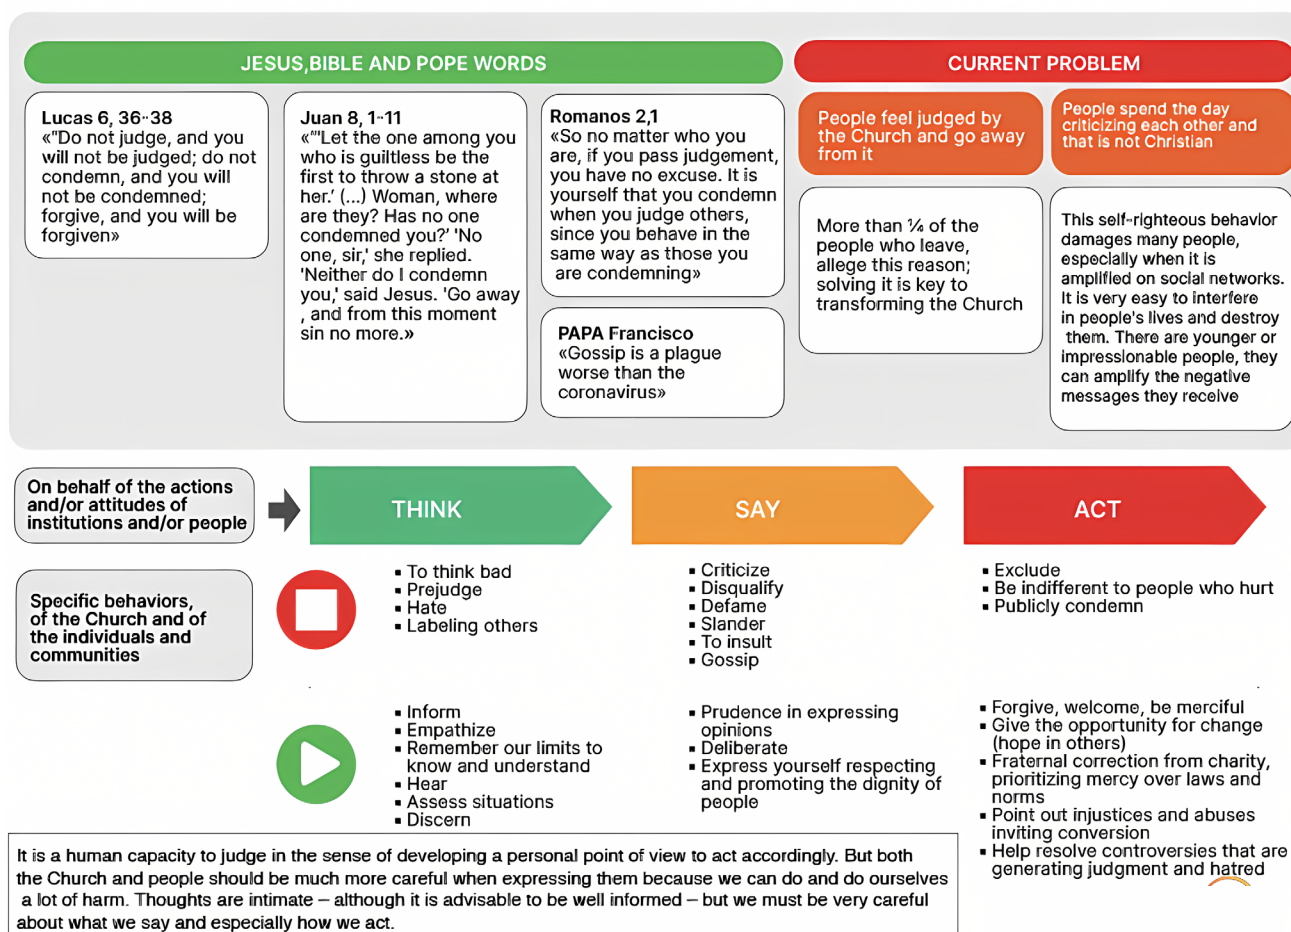 JESUS,BIBLE AND POPE WORDS
Lucas 6, 36-38
«"Do not judge, and you
will not be judged; do not
condemn, and you will
not be condemned;
forgive, and you will be
forgiven»
Juan 8, 1-11
«"'Let the one among you
who is guiltless be the
first to throw a stone at
her.' (...) Woman, where
are they? Has no one
condemned you?' 'No
one, sir,' she replied.
'Neither do I condemn
you,' said Jesus. 'Go away
, and from this moment
sin no more.»
Romanos 2,1
«So no matter who you
are, if you pass judgement,
you have no excuse. It is
yourself that you condemn
when you judge others,
since you behave in the
same way as those you
are condemning»
PAPA Francisco
«Gossip is a plague
worse than the
coronavirus»
CURRENT PROBLEM
People feel judged by
the Church and go away
from it
More than of the
people who leave,
allege this reason;
solving it is key to
transforming the Church
People spend the day
criticizing each other and
that is not Christian
This self-righteous behavior
damages many people,
especially when it is
amplified on social networks.
It is very easy to interfere
in people's lives and destroy
them. There are younger or
impressionable people, they
can amplify the negative
messages they receive
On behalf of the actions
and/or attitudes of
institutions and/or people
THINK
SAY
ACT
Specific behaviors,
of the Church and of
the individuals and
communities
▪ To think bad
▪ Prejudge
▪ Hate
▪ Labeling others
▪ Criticize
▪ Disqualify
▪ Defame
▪ Slander
▪ To insult
▪ Gossip
▪ Exclude
▪ Be indifferent to people who hurt
▪ Publicly condemn
▪ Inform
▪ Empathize
▪ Remember our limits to
know and understand
▪ Hear
▪ Assess situations
▪ Discern
▪ Prudence in expressing
opinions
▪ Deliberate
▪ Express yourself respecting
and promoting the dignity of
people
▪ Forgive, welcome, be merciful
▪ Give the opportunity for change
(hope in others)
▪ Fraternal correction from charity,
prioritizing mercy over laws and
norms
▪ Point out injustices and abuses
inviting conversion
▪ Help resolve controversies that are
generating judgment and hatred
It is a human capacity to judge in the sense of developing a personal point of view to act accordingly. But both
the Church and people should be much more careful when expressing them because we can do and do ourselves
a lot of harm. Thoughts are intimate – although it is advisable to be well informed – but we must be very careful
about what we say and especially how we act.